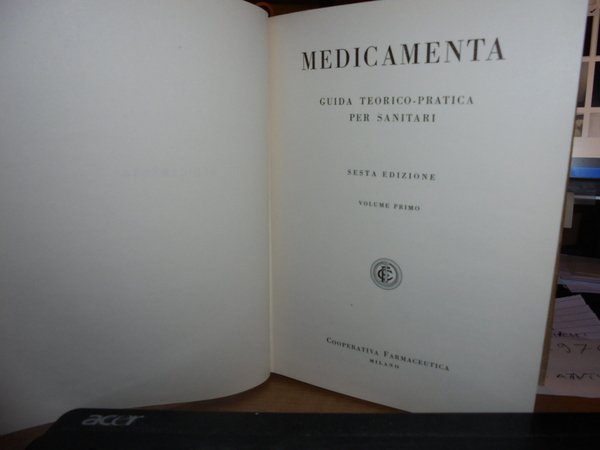 MEDICAMENTA
GUIDA TEORICO-PRATICA
PER SANITARI
SESTA EDIZIONE
VOLUME PRIMO
COOPERATIVA FARMACEUTICA
MILANO
acer